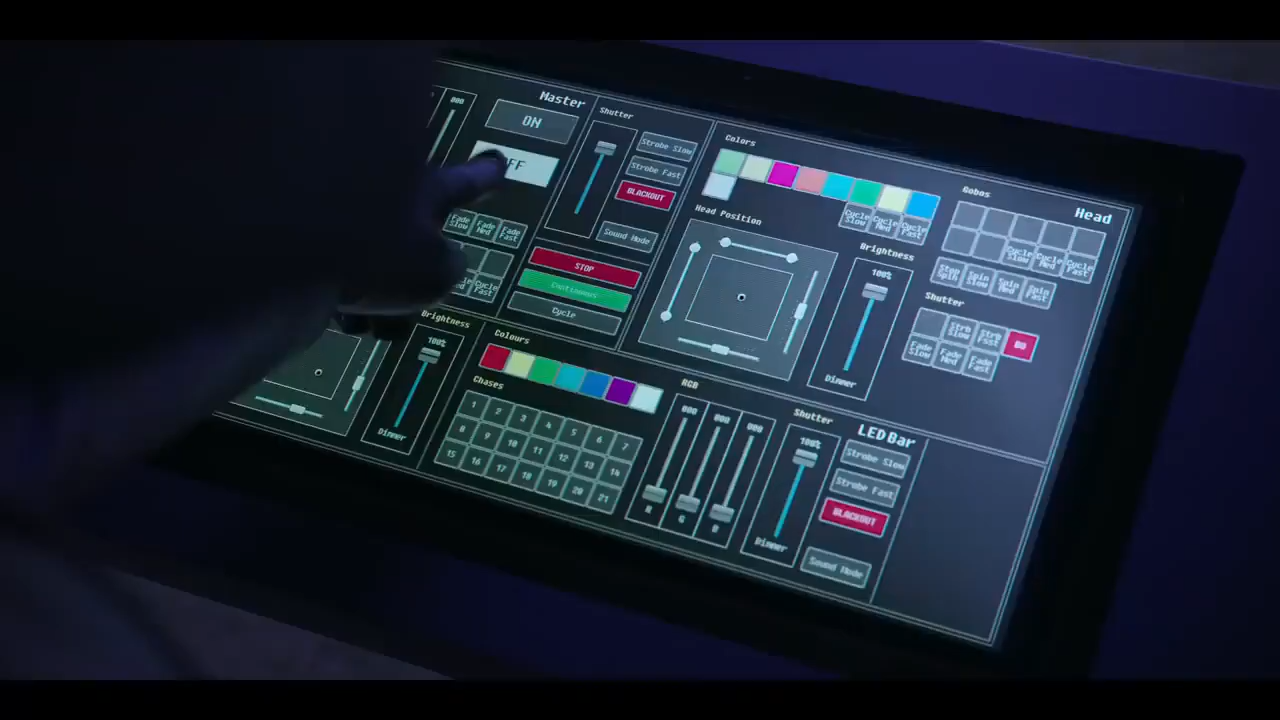 Master
ON
FF
000
Fade Slow
Fade Med
Fade Fast
Cycle Fast
Shutter
Strobe Slow
Strobe Fast
BLACKOUT
Sound Mode
STOP
Continuous
Cycle
Colors
Cycle Slow
Cycle Med
Cycle Fast
Head Position
Brightness
100%
Dimmer
Gobos
Head
Cycle Slow
Cycle Med
Cycle Fast
Stop Spin
Spin Slow
Spin Med
Spin Fast
Shutter
Strb Slow
Strb Fast
BO
Fade Slow
Fade Med
Fade Fast
Brightness
100%
Dimmer
Colours
Chases
1 2 3 4 5 6 7
8 9 10 11 12 13 14
15 16 17 18 19 20 21
RGB
000 000 000
R G B
Shutter
100%
Dimmer
LED Bar
Strobe Slow
Strobe Fast
BLACKOUT
Sound Mode